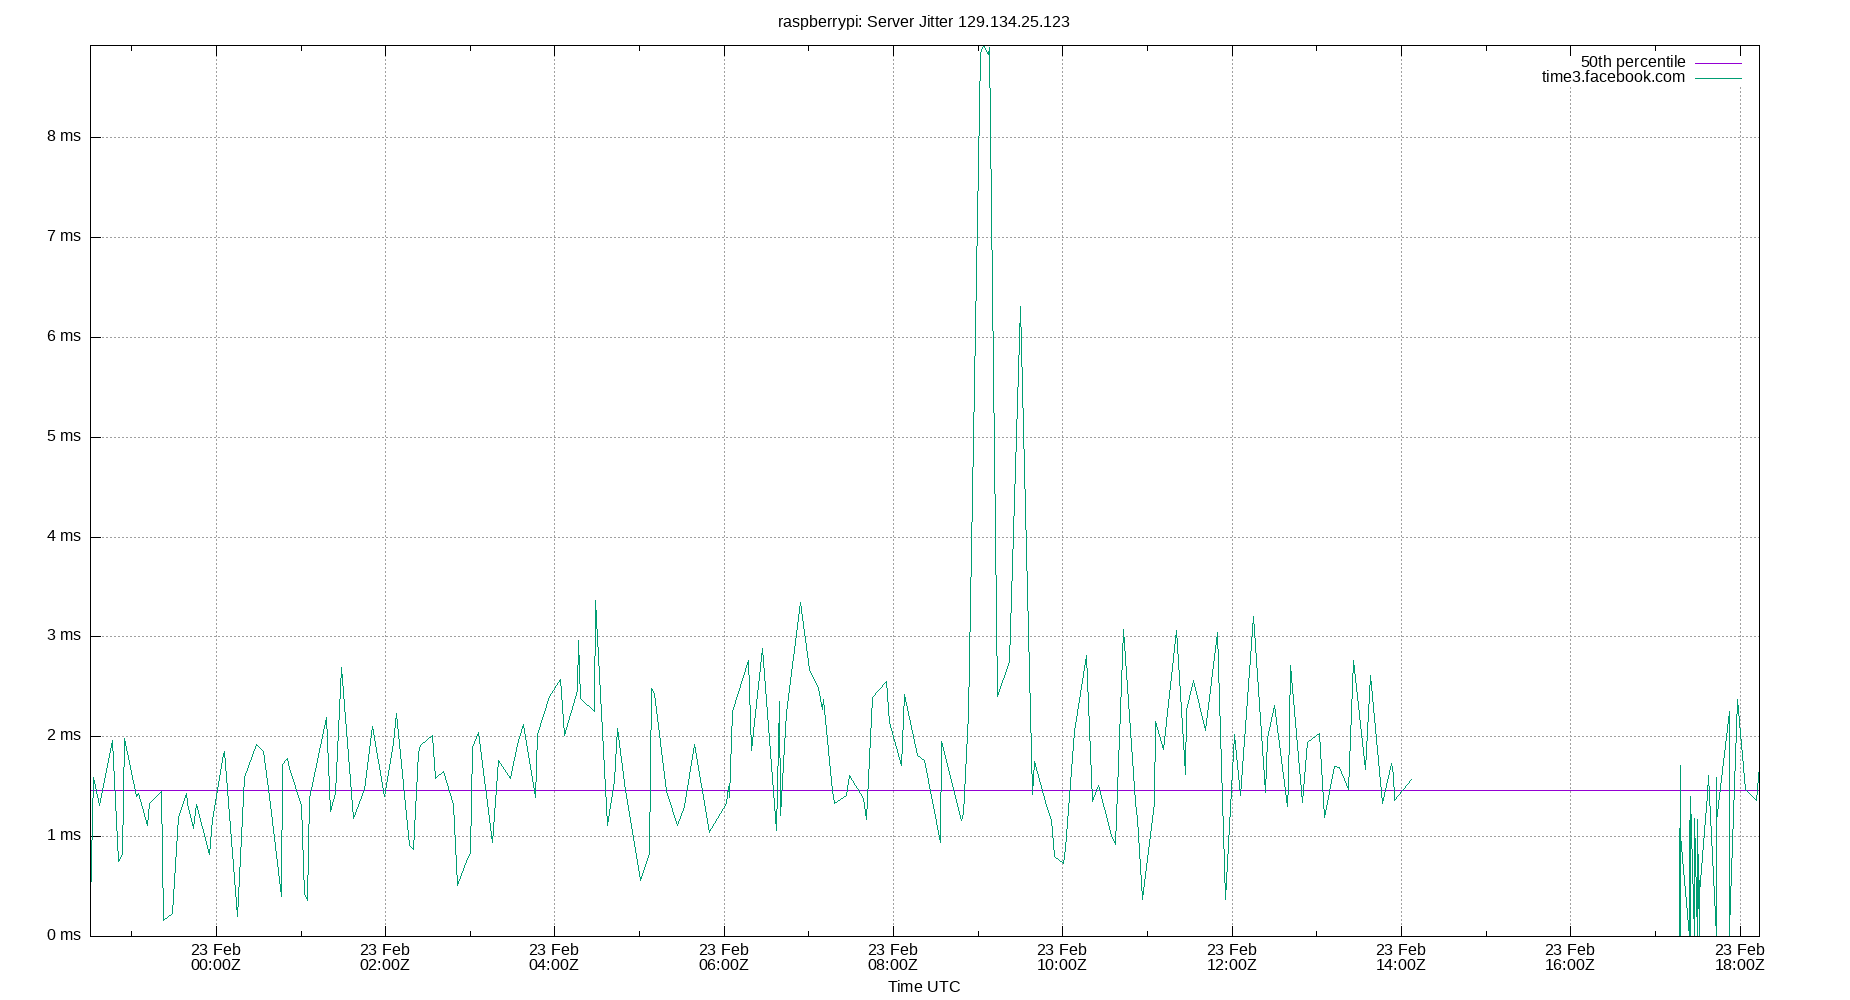 raspberrypi: Server Jitter 129.134.25.123
50th percentile
time3.facebook.com
8 ms
7 ms
6 ms
5 ms
4 ms
3 ms
2 ms
1 ms
0 ms
23 Feb 23 Feb 23 Feb 23 Feb 23 Feb 23 Feb 23 Feb 23 Feb 23 Feb 23 Feb
00:00Z 02:00Z 04:00Z 06:00Z 08:00Z 10:00Z 12:00Z 14:00Z 16:00Z 18:00Z
Time UTC